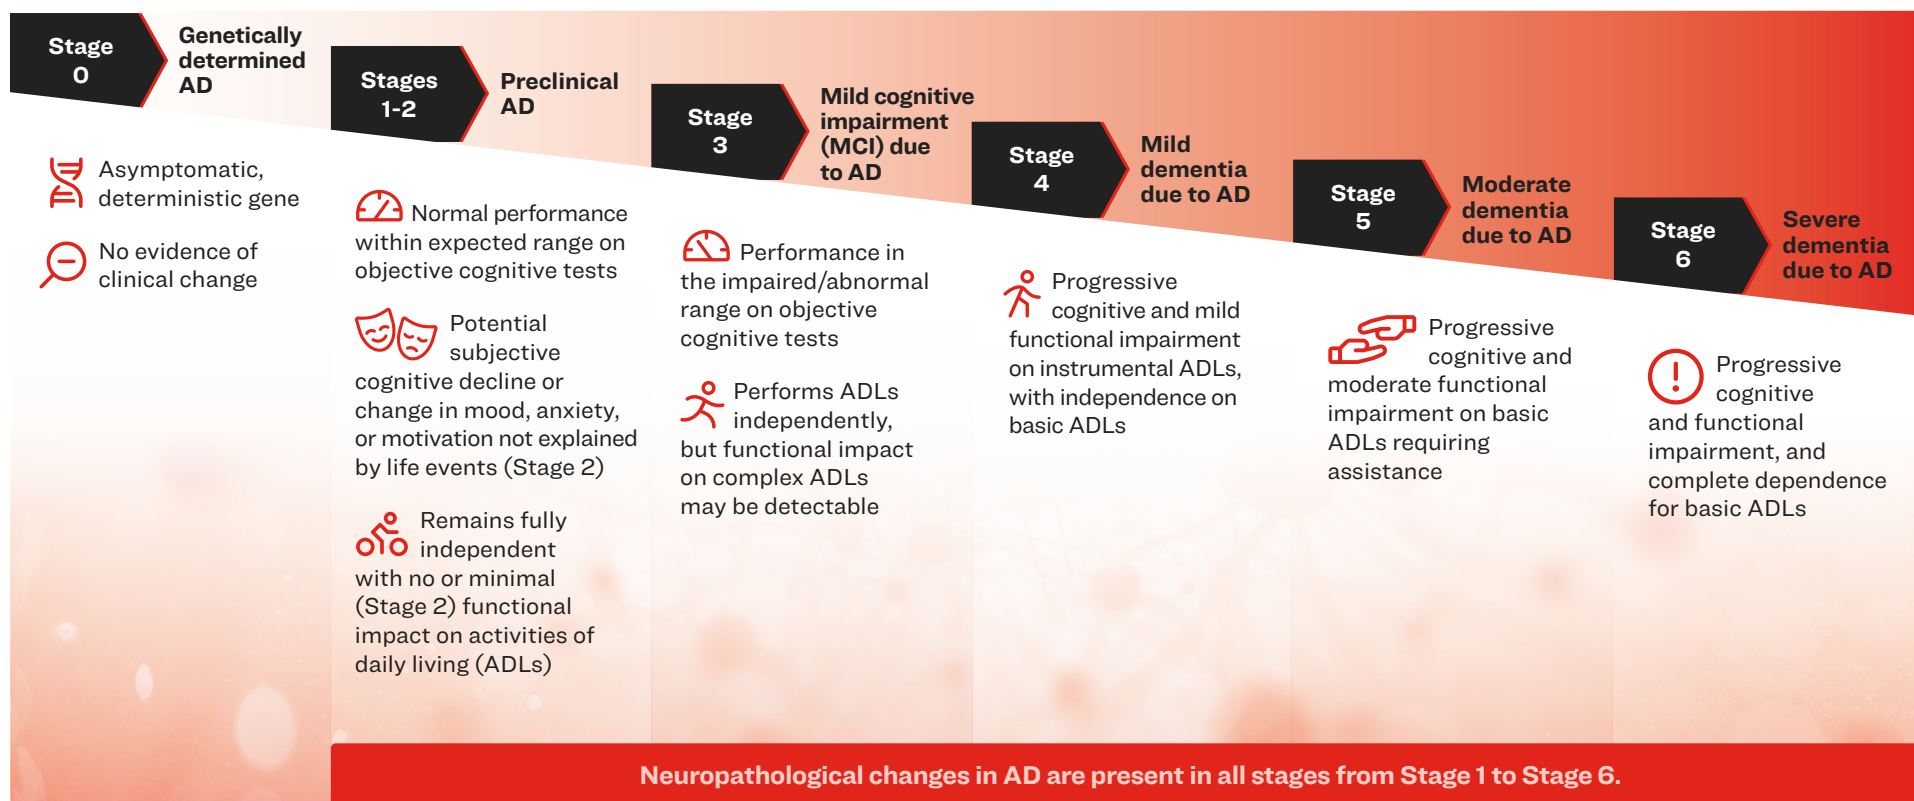 Stage
0
Genetically
determined
AD
Asymptomatic,
deterministic gene
No evidence of
clinical change
Stages
1-2
Preclinical
AD
Normal performance
within expected range on
objective cognitive tests
Potential
subjective
cognitive decline or
change in mood, anxiety,
or motivation not explained
by life events (Stage 2)
Remains fully
independent
with no or minimal
(Stage 2) functional
impact on activities of
daily living (ADLs)
Stage
3
Mild cognitive
impairment
(MCI) due
to AD
Performance in
the impaired/abnormal
range on objective
cognitive tests
Performs ADLs
independently,
but functional impact
on complex ADLs
may be detectable
Stage
4
Mild
dementia
due to AD
Progressive
cognitive and mild
functional impairment
on instrumental ADLs,
with independence on
basic ADLs
Stage
5
Moderate
dementia
due to AD
Progressive
cognitive and
moderate functional
impairment on basic
ADLs requiring
assistance
Stage
6
Severe
dementia
due to AD
Progressive
cognitive
and functional
impairment, and
complete dependence
for basic ADLs
Neuropathological changes in AD are present in all stages from Stage 1 to Stage 6.